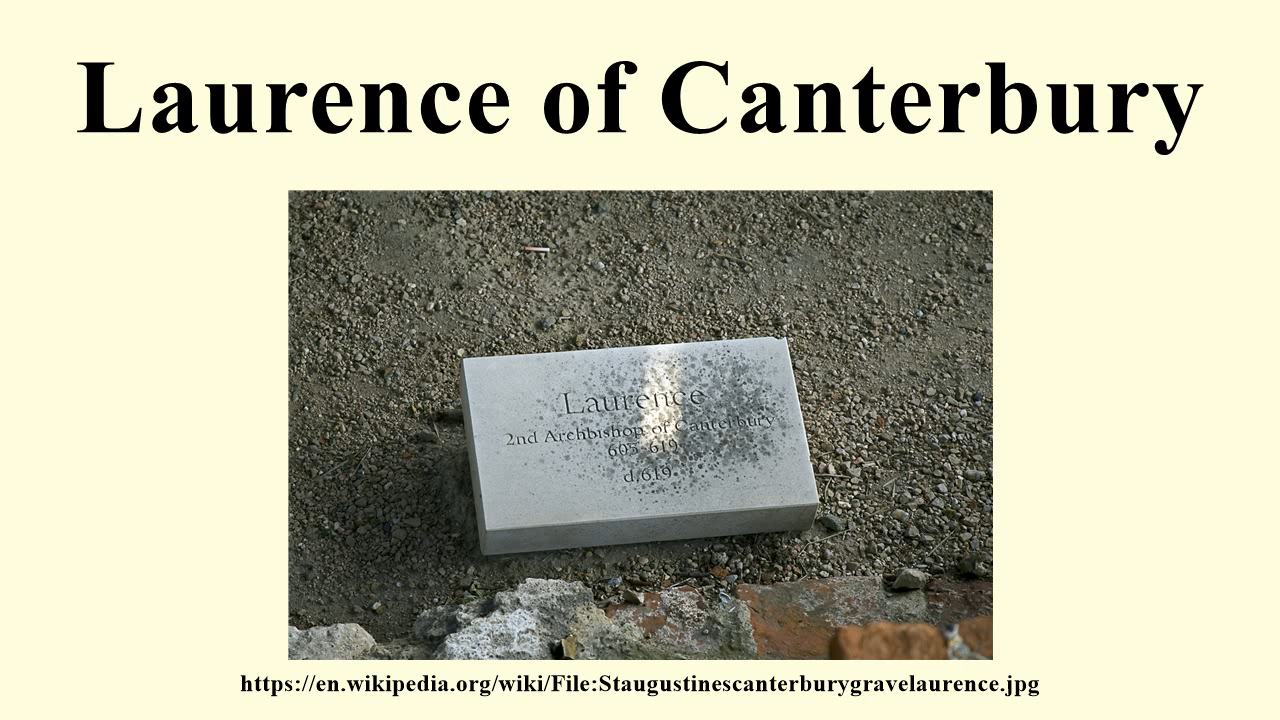 Laurence of Canterbury
Laurence
2nd Archbishop of Canterbury
605-619
d.619
https://en.wikipedia.org/wiki/File:Staugustinescanterburygravelaurence.jpg